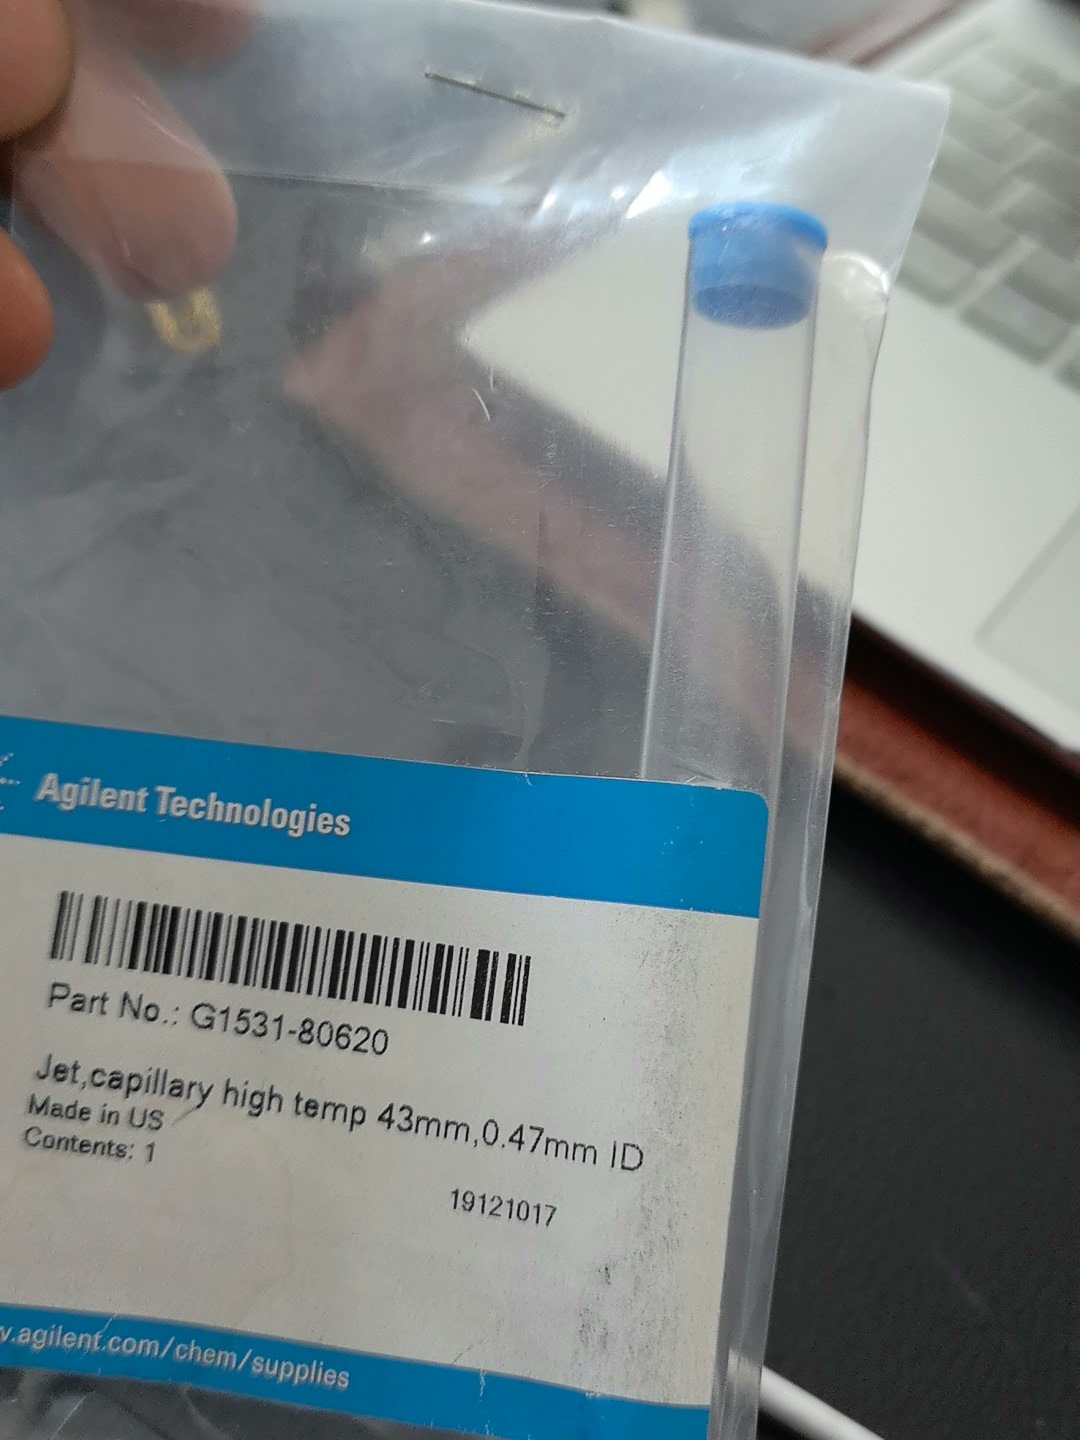 Agilent Technologies
Part No.: G1531-80620
Jet,capillary high temp 43mm,0.47mm ID
Made in US
Contents: 1
19121017
.agilent.com/chem/supplies